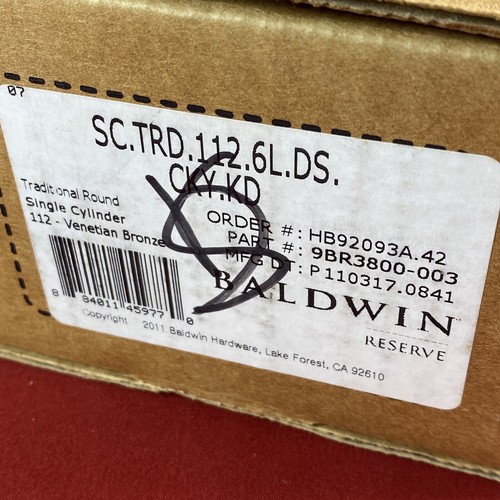 07
SC.TRD.112.6L.DS.
CKY.KD
Traditional Round
Single Cylinder
112 - Venetian Bronze
ORDER #: HB92093A.42
PART #: 9BR3800-003
MFG DT: P110317.0841
8 84011 45977 0
BALDWIN
RESERVE
Copyright 2011 Baldwin Hardware, Lake Forest, CA 92610